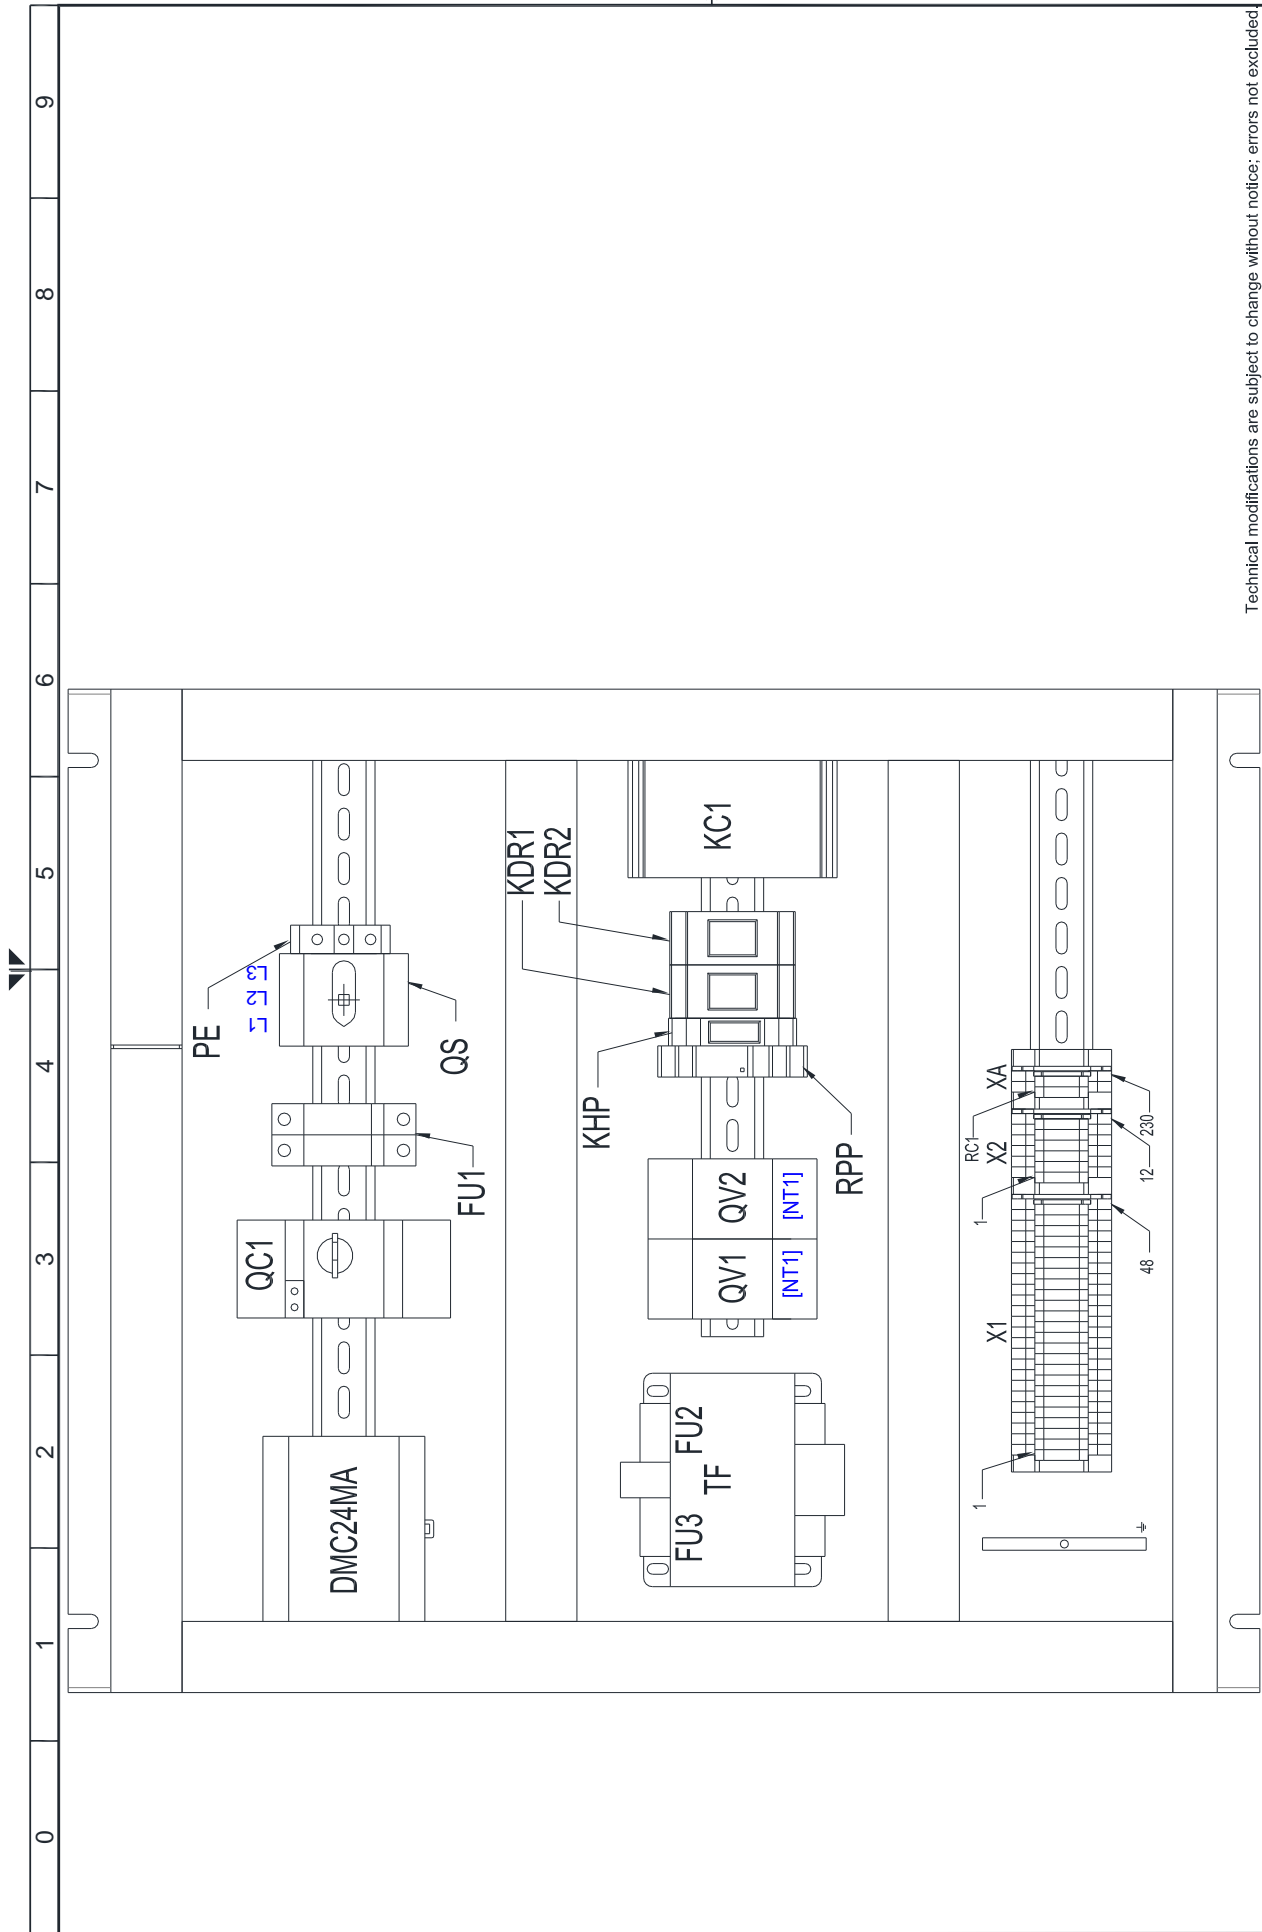 0 1 2 3 4 5 6 7 8 9
PE
L1 L2 L3
QC1
DMC24MA
QS
FU1
KDR1
KDR2
KHP
FU3 FU2
TF
KC1
QV1 QV2
[NT1] [NT1]
RPP
RC1
1 1
X1 X2 XA
48 12 230
Technical modifications are subject to change without notice; errors not excluded.